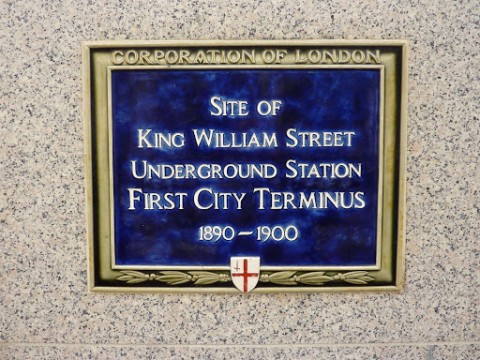 CORPORATION OF LONDON
SITE OF
KING WILLIAM STREET
UNDERGROUND STATION
FIRST CITY TERMINUS
1890 – 1900